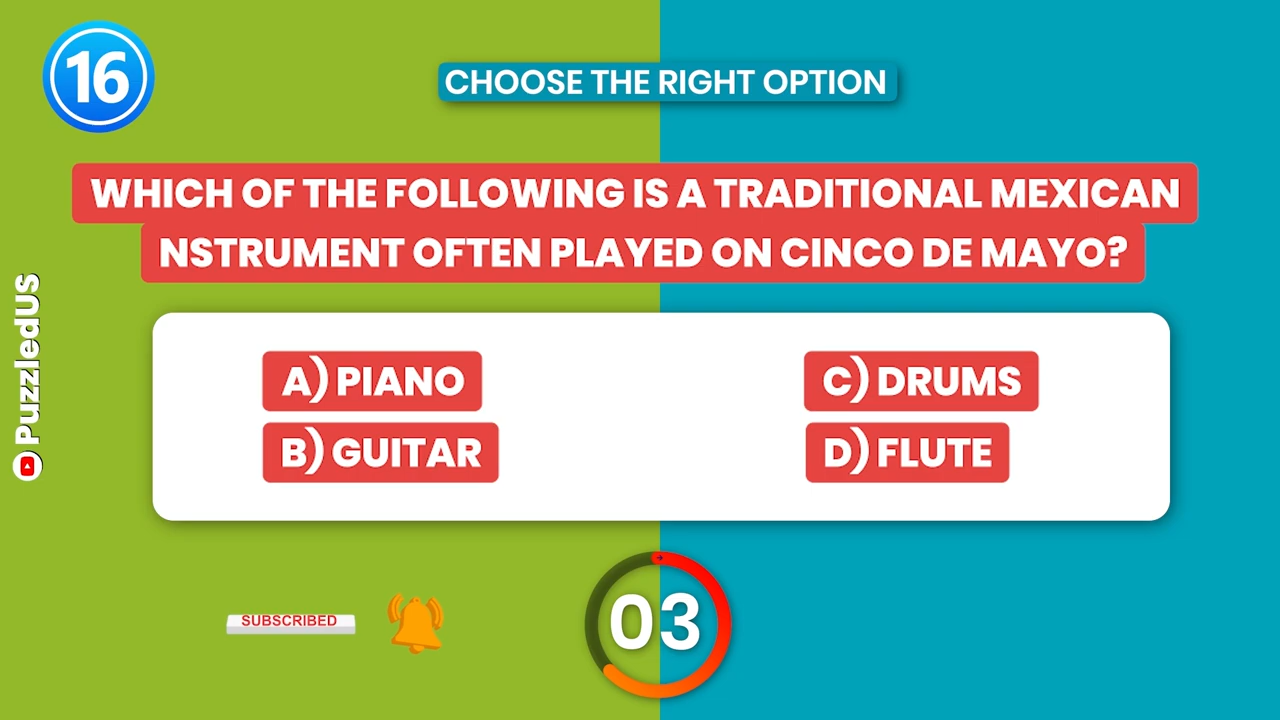 16
CHOOSE THE RIGHT OPTION
WHICH OF THE FOLLOWING IS A TRADITIONAL MEXICAN
NSTRUMENT OFTEN PLAYED ON CINCO DE MAYO?
A) PIANO
B) GUITAR
C) DRUMS
D) FLUTE
PuzzledUS
SUBSCRIBED
03